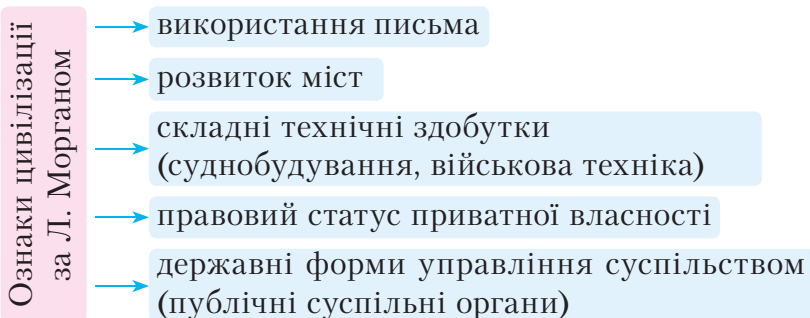 Ознаки цивілізації
за Л. Морганом
використання письма
розвиток міст
складні технічні здобутки
(суднобудування, військова техніка)
правовий статус приватної власності
державні форми управління суспільством
(публічні суспільні органи)